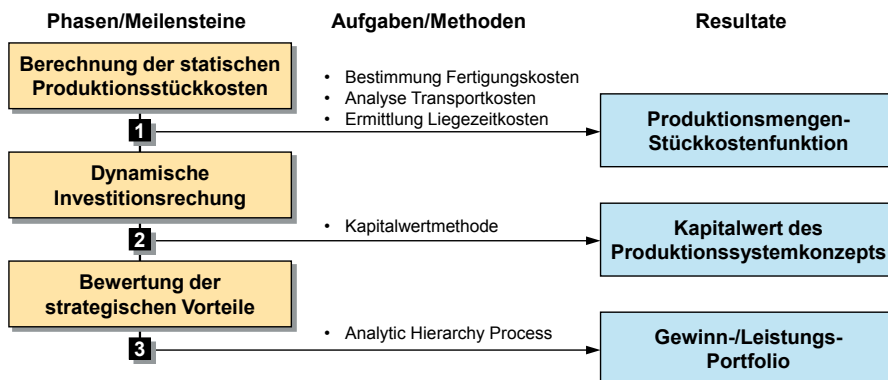 Phasen/Meilensteine
Aufgaben/Methoden
Resultate
Berechnung der statischen
Produktionsstückkosten
• Bestimmung Fertigungskosten
• Analyse Transportkosten
• Ermittlung Liegezeitkosten
1
Produktionsmengen-
Stückkostenfunktion
Dynamische
Investitionsrechung
2
• Kapitalwertmethode
Kapitalwert des
Produktionssystemkonzepts
Bewertung der
strategischen Vorteile
3
• Analytic Hierarchy Process
Gewinn-/Leistungs-
Portfolio